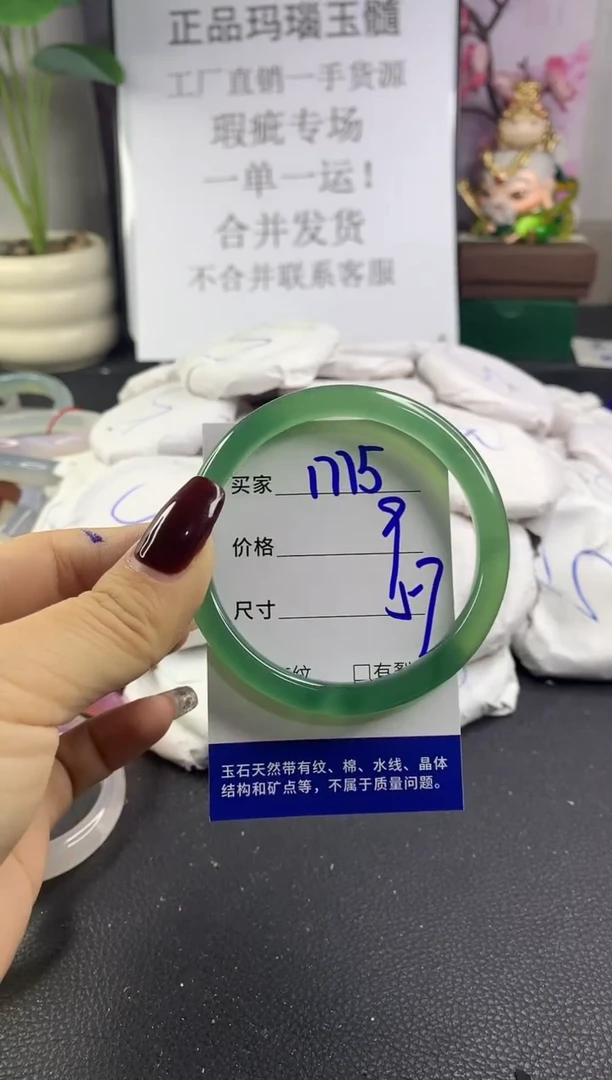 正品玛瑙玉髓
工厂直销一手货源
瑕疵专场
一单一运!
合并发货
不合并联系客服
买家 1775
价格 9
尺寸 57
纹 □有裂
玉石天然带有纹、棉、水线、晶体
结构和矿点等，不属于质量问题。